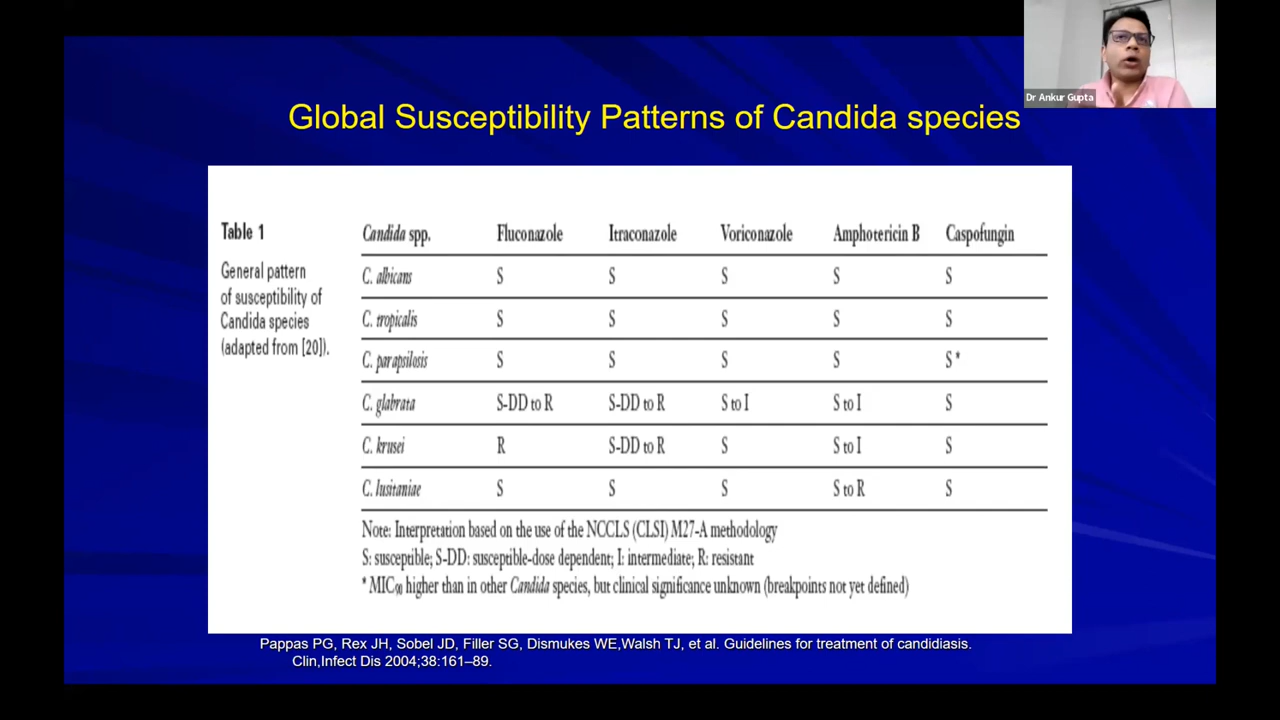 Dr Ankur Gupta
Global Susceptibility Patterns of Candida species
Table 1
General pattern
of susceptibility of
Candida species
(adapted from [20]).
Candida spp. Fluconazole Itraconazole Voriconazole Amphotericin B Caspofungin
C. albicans S S S S S
C. tropicalis S S S S S
C. parapsilosis S S S S S*
C. glabrata S-DD to R S-DD to R S to I S to I S
C. krusei R S-DD to R S S to I S
C. lusitaniae S S S S to R S
Note: Interpretation based on the use of the NCCLS (CLSI) M27-A methodology
S: susceptible; S-DD: susceptible-dose dependent; I: intermediate; R: resistant
* MIC90 higher than in other Candida species, but clinical significance unknown (breakpoints not yet defined)
Pappas PG, Rex JH, Sobel JD, Filler SG, Dismukes WE,Walsh TJ, et al. Guidelines for treatment of candidiasis.
Clin,Infect Dis 2004;38:161–89.